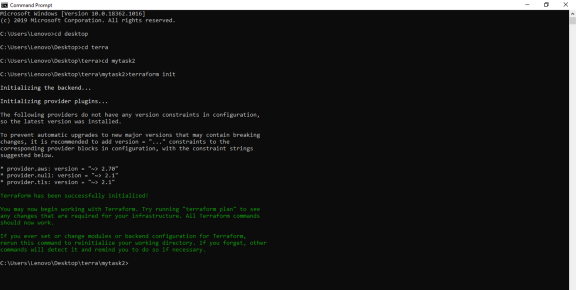 Command Prompt
Microsoft Windows [Version 10.0.18362.1016]
(c) 2019 Microsoft Corporation. All rights reserved.
C:\Users\Lenovo>cd desktop
C:\Users\Lenovo\Desktop>cd terra
C:\Users\Lenovo\Desktop\terra>cd mytask2
C:\Users\Lenovo\Desktop\terra\mytask2>terraform init
Initializing the backend...
Initializing provider plugins...
The following providers do not have any version constraints in configuration,
so the latest version was installed.
To prevent automatic upgrades to new major versions that may contain breaking
changes, it is recommended to add version = "..." constraints to the
corresponding provider blocks in configuration, with the constraint strings
suggested below.
* provider.aws: version = "~> 2.70"
* provider.null: version = "~> 2.1"
* provider.tls: version = "~> 2.1"
Terraform has been successfully initialized!
You may now begin working with Terraform. Try running "terraform plan" to see
any changes that are required for your infrastructure. All Terraform commands
should now work.
If you ever set or change modules or backend configuration for Terraform,
rerun this command to reinitialize your working directory. If you forget, other
commands will detect it and remind you to do so if necessary.
C:\Users\Lenovo\Desktop\terra\mytask2>